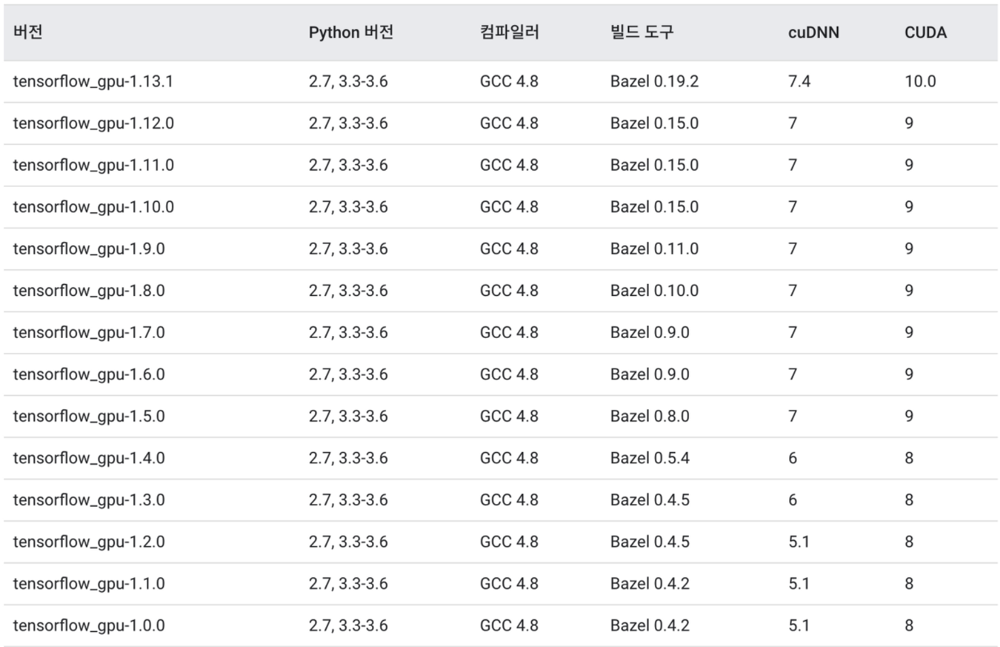 버전 Python 버전 컴파일러 빌드 도구 cuDNN CUDA
tensorflow_gpu-1.13.1 2.7, 3.3-3.6 GCC 4.8 Bazel 0.19.2 7.4 10.0
tensorflow_gpu-1.12.0 2.7, 3.3-3.6 GCC 4.8 Bazel 0.15.0 7 9
tensorflow_gpu-1.11.0 2.7, 3.3-3.6 GCC 4.8 Bazel 0.15.0 7 9
tensorflow_gpu-1.10.0 2.7, 3.3-3.6 GCC 4.8 Bazel 0.15.0 7 9
tensorflow_gpu-1.9.0 2.7, 3.3-3.6 GCC 4.8 Bazel 0.11.0 7 9
tensorflow_gpu-1.8.0 2.7, 3.3-3.6 GCC 4.8 Bazel 0.10.0 7 9
tensorflow_gpu-1.7.0 2.7, 3.3-3.6 GCC 4.8 Bazel 0.9.0 7 9
tensorflow_gpu-1.6.0 2.7, 3.3-3.6 GCC 4.8 Bazel 0.9.0 7 9
tensorflow_gpu-1.5.0 2.7, 3.3-3.6 GCC 4.8 Bazel 0.8.0 7 9
tensorflow_gpu-1.4.0 2.7, 3.3-3.6 GCC 4.8 Bazel 0.5.4 6 8
tensorflow_gpu-1.3.0 2.7, 3.3-3.6 GCC 4.8 Bazel 0.4.5 6 8
tensorflow_gpu-1.2.0 2.7, 3.3-3.6 GCC 4.8 Bazel 0.4.5 5.1 8
tensorflow_gpu-1.1.0 2.7, 3.3-3.6 GCC 4.8 Bazel 0.4.2 5.1 8
tensorflow_gpu-1.0.0 2.7, 3.3-3.6 GCC 4.8 Bazel 0.4.2 5.1 8